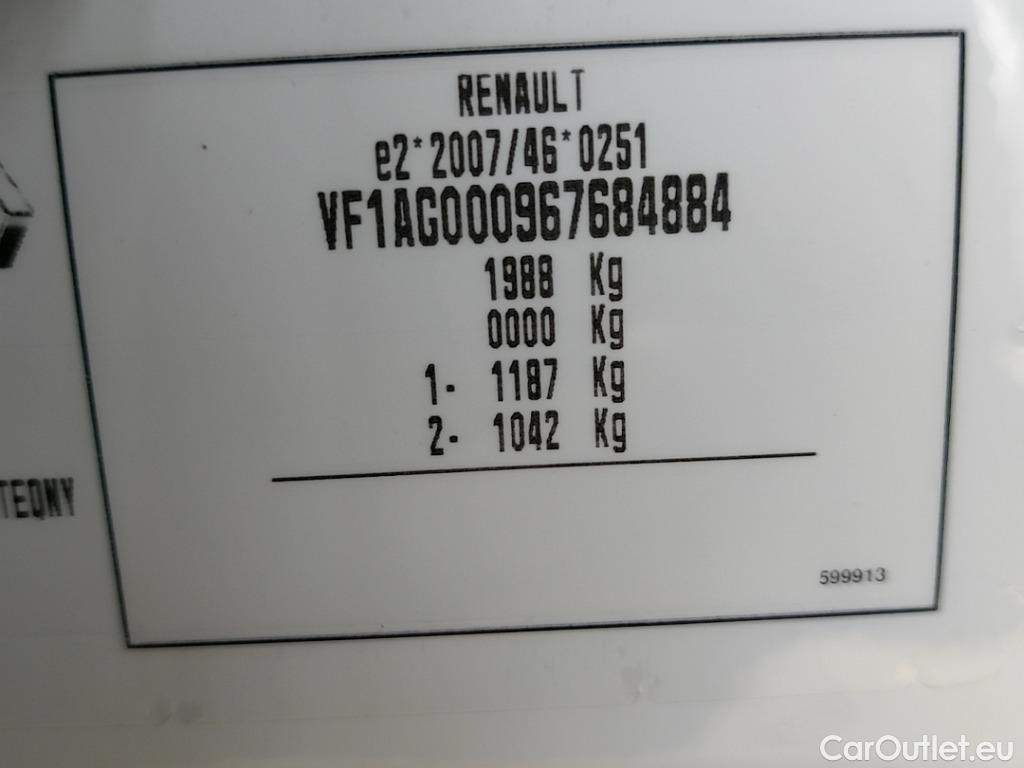 RENAULT
e2*2007/46*0251
VF1AG000967684884
1988 Kg
0000 Kg
1- 1187 Kg
2- 1042 Kg
TEQNY
599913
CarOutlet.eu